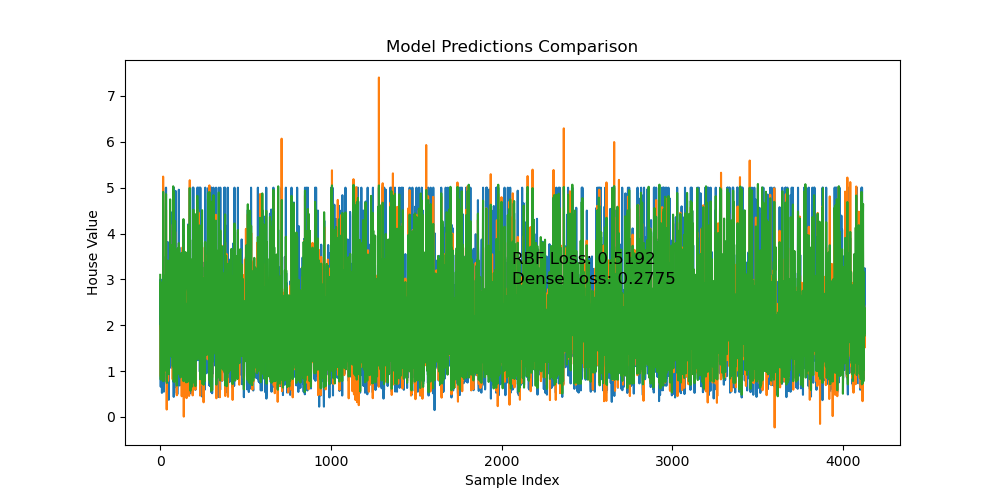 Model Predictions Comparison
7
6
5
4
3
2
1
0
House Value
RBF Loss: 0.5192
Dense Loss: 0.2775
0 1000 2000 3000 4000
Sample Index